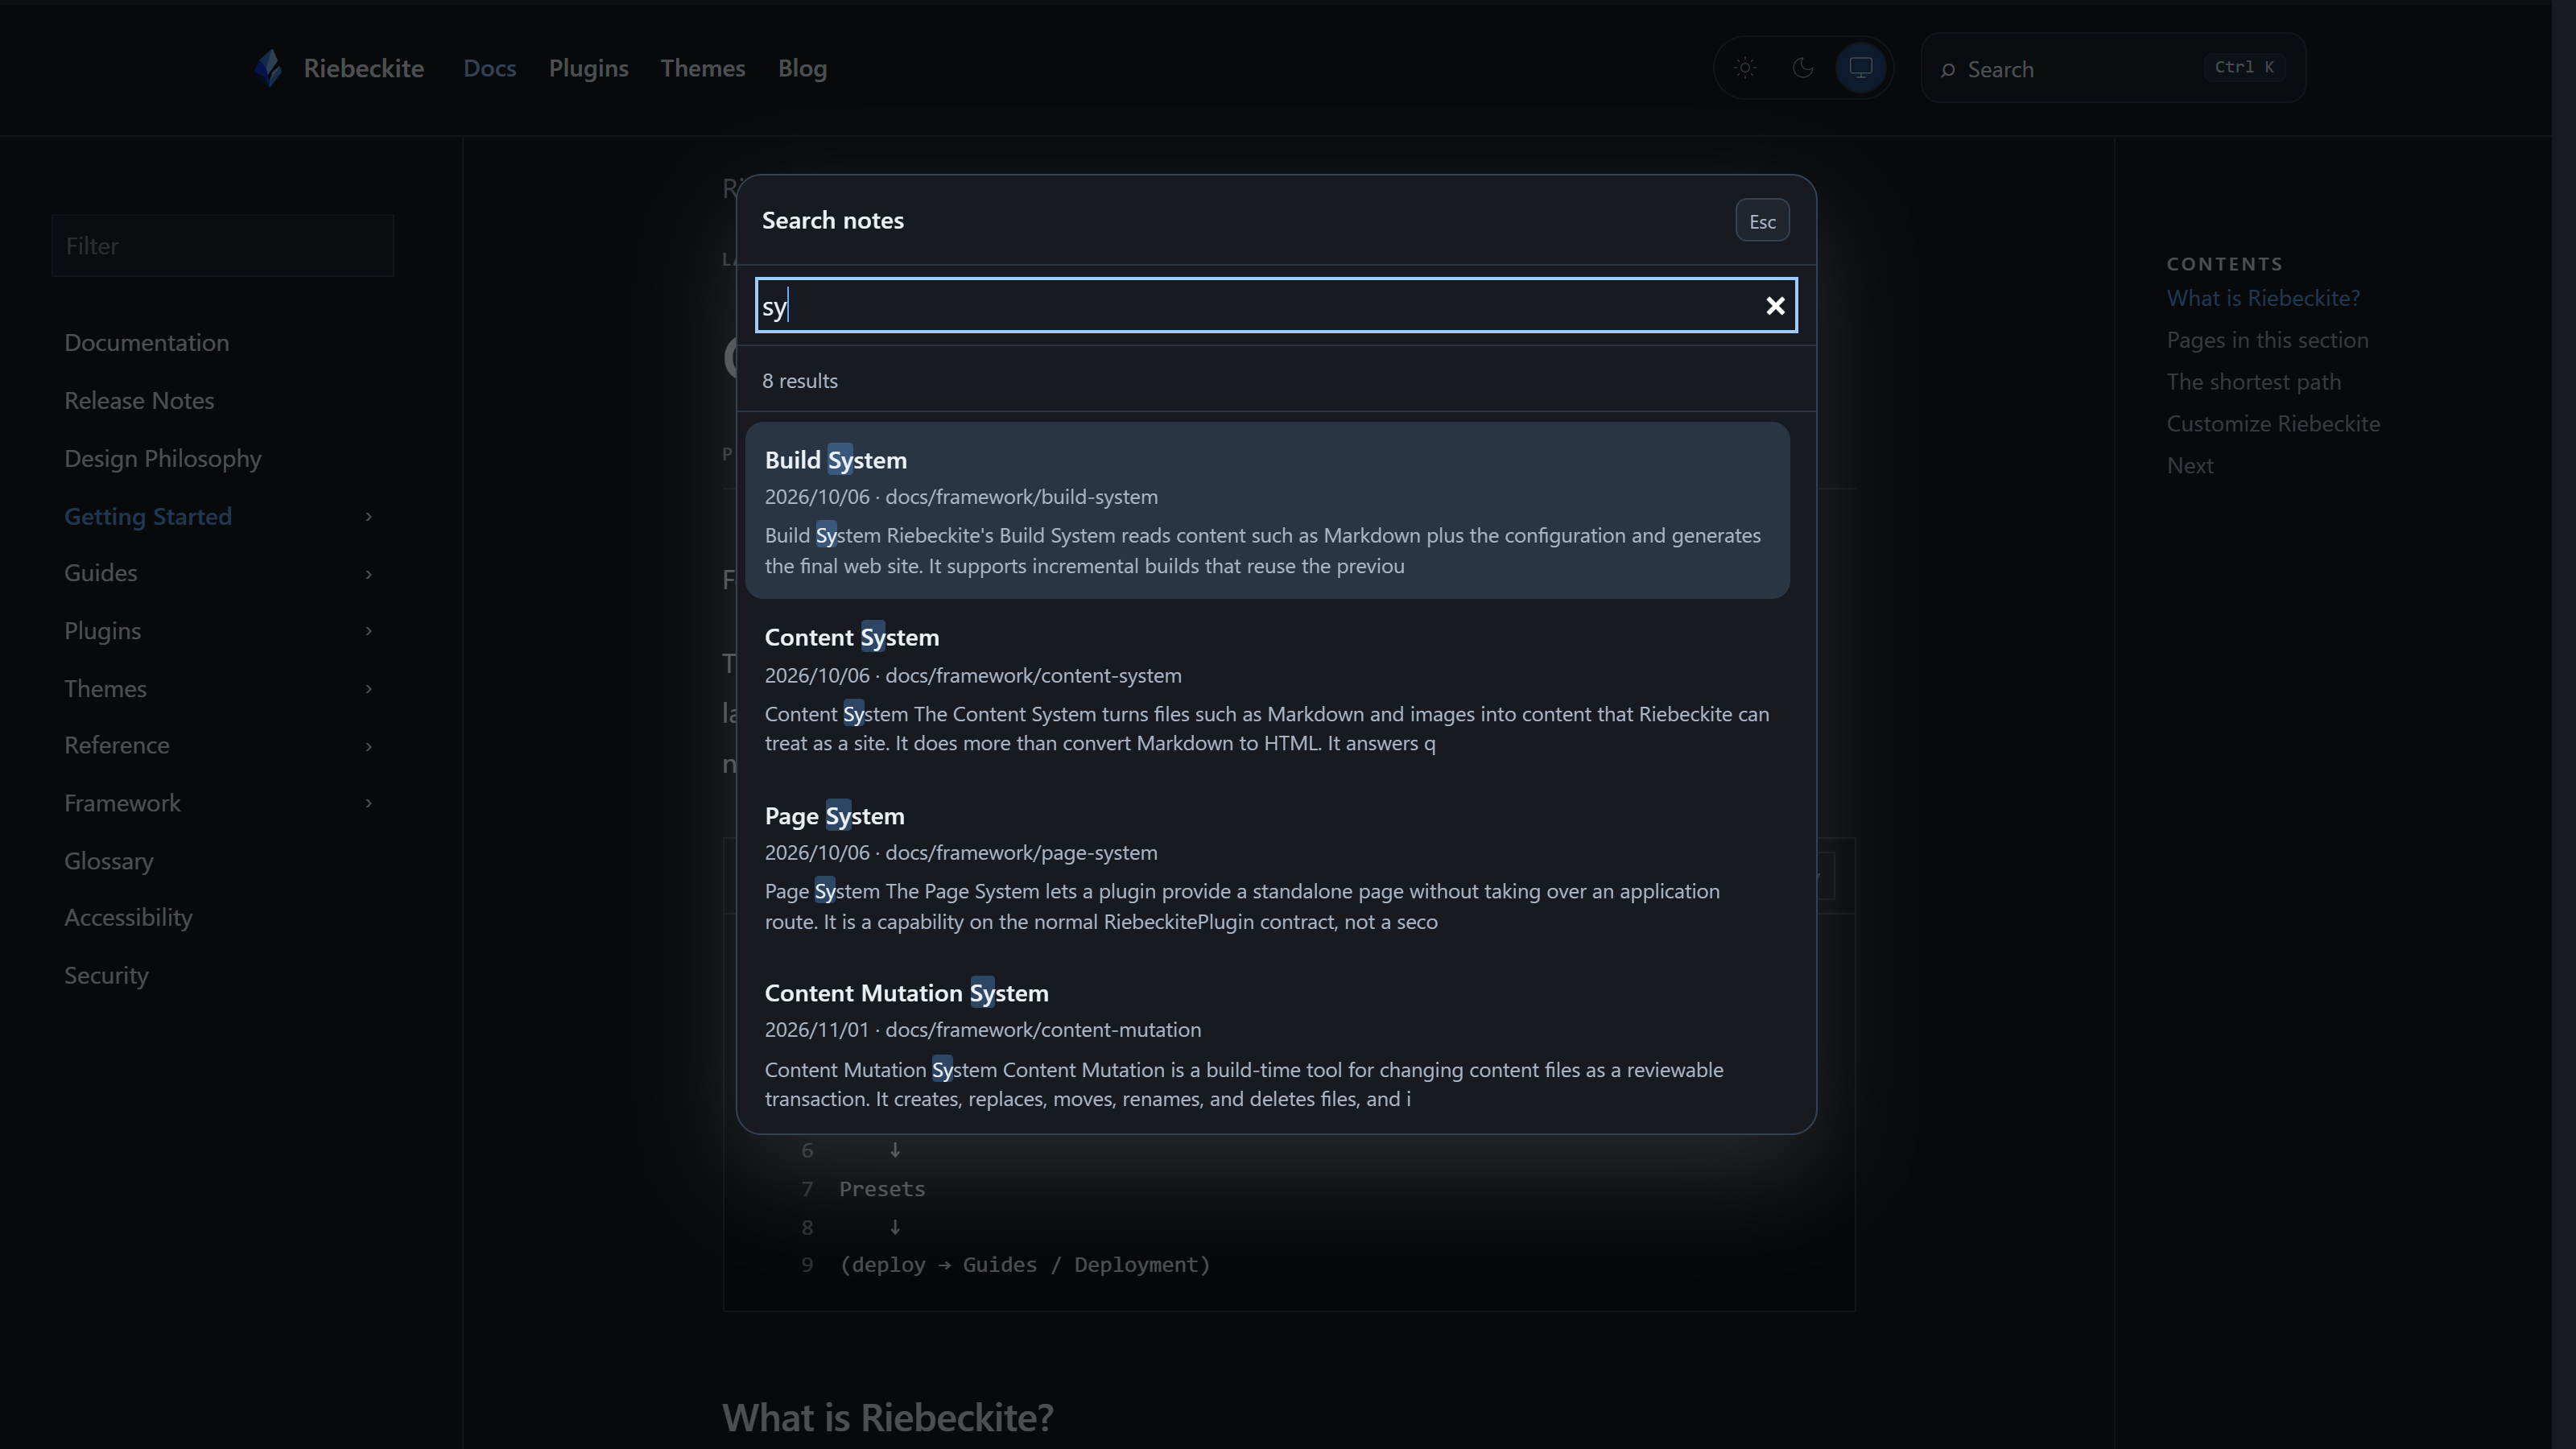 Riebeckite
Docs
Plugins
Themes
Blog
Search
Ctrl K
Filter
Documentation
Release Notes
Design Philosophy
Getting Started
Guides
Plugins
Themes
Reference
Framework
Glossary
Accessibility
Security
Search notes
Esc
sy
8 results
Build System
2026/10/06 · docs/framework/build-system
Build System Riebeckite's Build System reads content such as Markdown plus the configuration and generates
the final web site. It supports incremental builds that reuse the previou
Content System
2026/10/06 · docs/framework/content-system
Content System The Content System turns files such as Markdown and images into content that Riebeckite can
treat as a site. It does more than convert Markdown to HTML. It answers q
Page System
2026/10/06 · docs/framework/page-system
Page System The Page System lets a plugin provide a standalone page without taking over an application
route. It is a capability on the normal RiebeckitePlugin contract, not a seco
Content Mutation System
2026/11/01 · docs/framework/content-mutation
Content Mutation System Content Mutation is a build-time tool for changing content files as a reviewable
transaction. It creates, replaces, moves, renames, and deletes files, and i
6 ↓
7 Presets
8 ↓
9 (deploy → Guides / Deployment)
What is Riebeckite?
CONTENTS
What is Riebeckite?
Pages in this section
The shortest path
Customize Riebeckite
Next